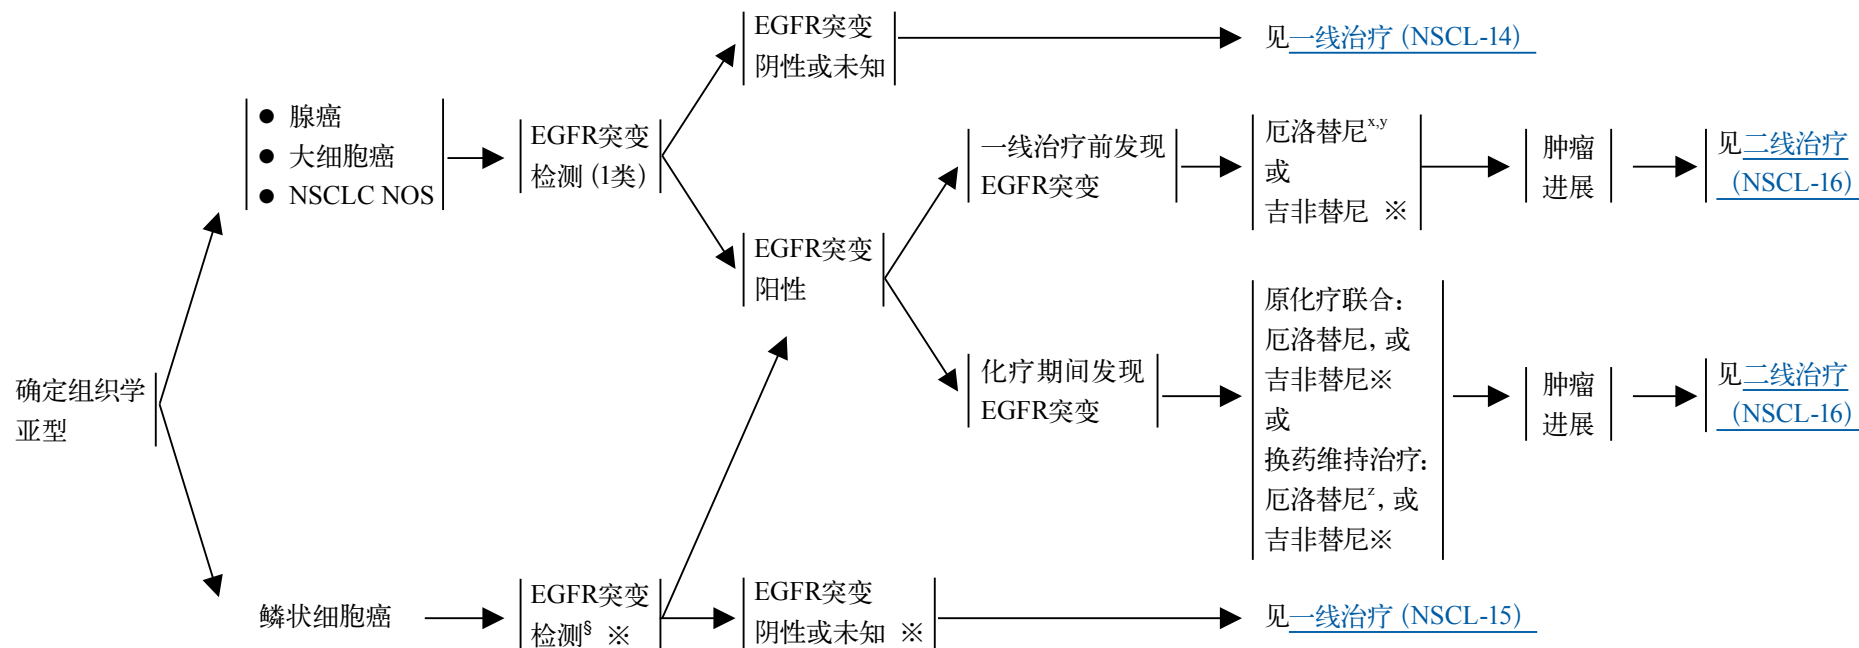 确定组织学
亚型
● 腺癌
● 大细胞癌
● NSCLC NOS
EGFR突变
检测 (1类)
EGFR突变
阴性或未知
见一线治疗 (NSCL-14)
EGFR突变
阳性
一线治疗前发现
EGFR突变
厄洛替尼x,y
或
吉非替尼 ※
肿瘤
进展
见二线治疗
(NSCL-16)
化疗期间发现
EGFR突变
原化疗联合:
厄洛替尼, 或
吉非替尼※
或
换药维持治疗:
厄洛替尼z, 或
吉非替尼※
肿瘤
进展
见二线治疗
(NSCL-16)
鳞状细胞癌
EGFR突变
检测§ ※
EGFR突变
阴性或未知 ※
见一线治疗 (NSCL-15)